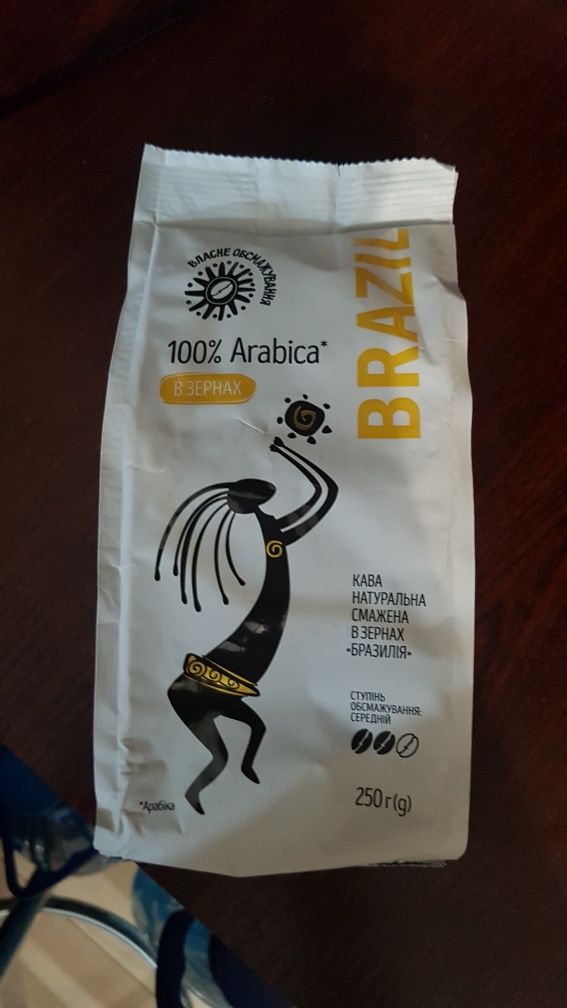 ВЛАСНЕ ОБСМАЖУВАННЯ
BRAZIL
100% Arabica*
В ЗЕРНАХ
КАВА
НАТУРАЛЬНА
СМАЖЕНА
В ЗЕРНАХ
«БРАЗИЛІЯ»
СТУПІНЬ
ОБСМАЖУВАННЯ:
СЕРЕДНІЙ
*Арабіка
250 г(g)